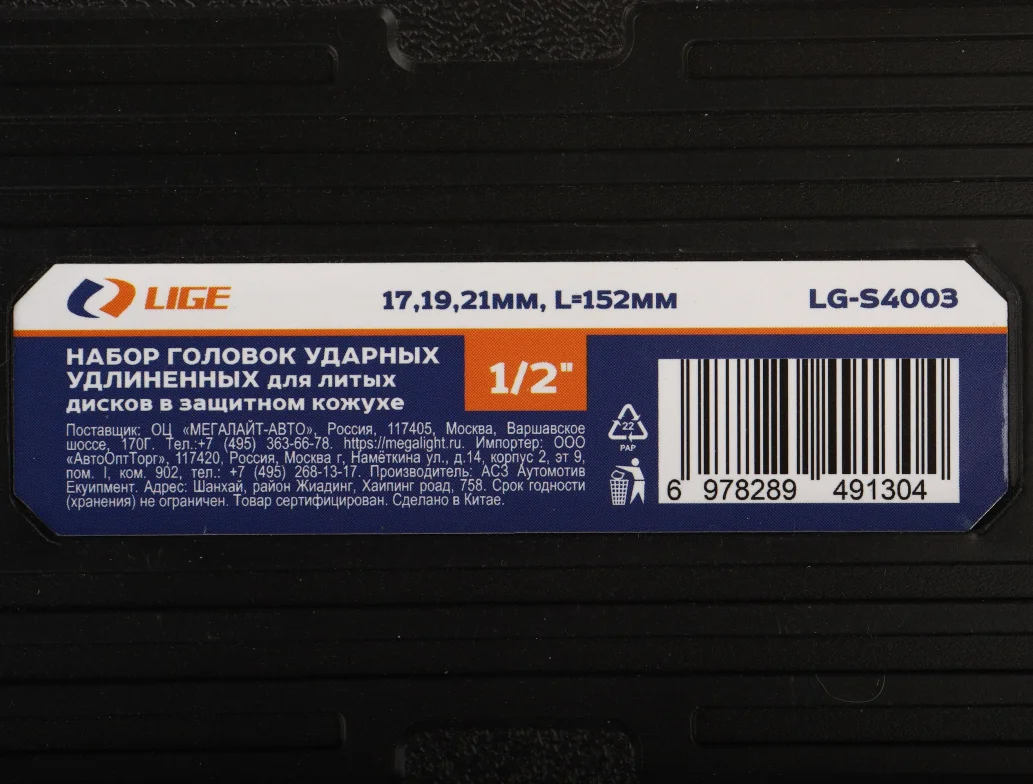 LIGE 17,19,21мм, L=152мм LG-S4003
НАБОР ГОЛОВОК УДАРНЫХ
УДЛИНЕННЫХ для литых
дисков в защитном кожухе
1/2"
Поставщик: ОЦ «МЕГАЛАЙТ-АВТО», Россия, 117405, Москва, Варшавское
шоссе, 170Г. Тел.:+7 (495) 363-66-78. https://megalight.ru. Импортер: ООО
«АвтоОптТорг», 117420, Россия, Москва г, Намёткина ул., д.14, корпус 2, эт 9,
пом. I, ком. 902, тел.: +7 (495) 268-13-17. Производитель: АСЗ Аутомотив
Екуипмент. Адрес: Шанхай, район Жиадинг, Хаипинг роад, 758. Срок годности
(хранения) не ограничен. Товар сертифицирован. Сделано в Китае.
22
PAP
6 978289 491304